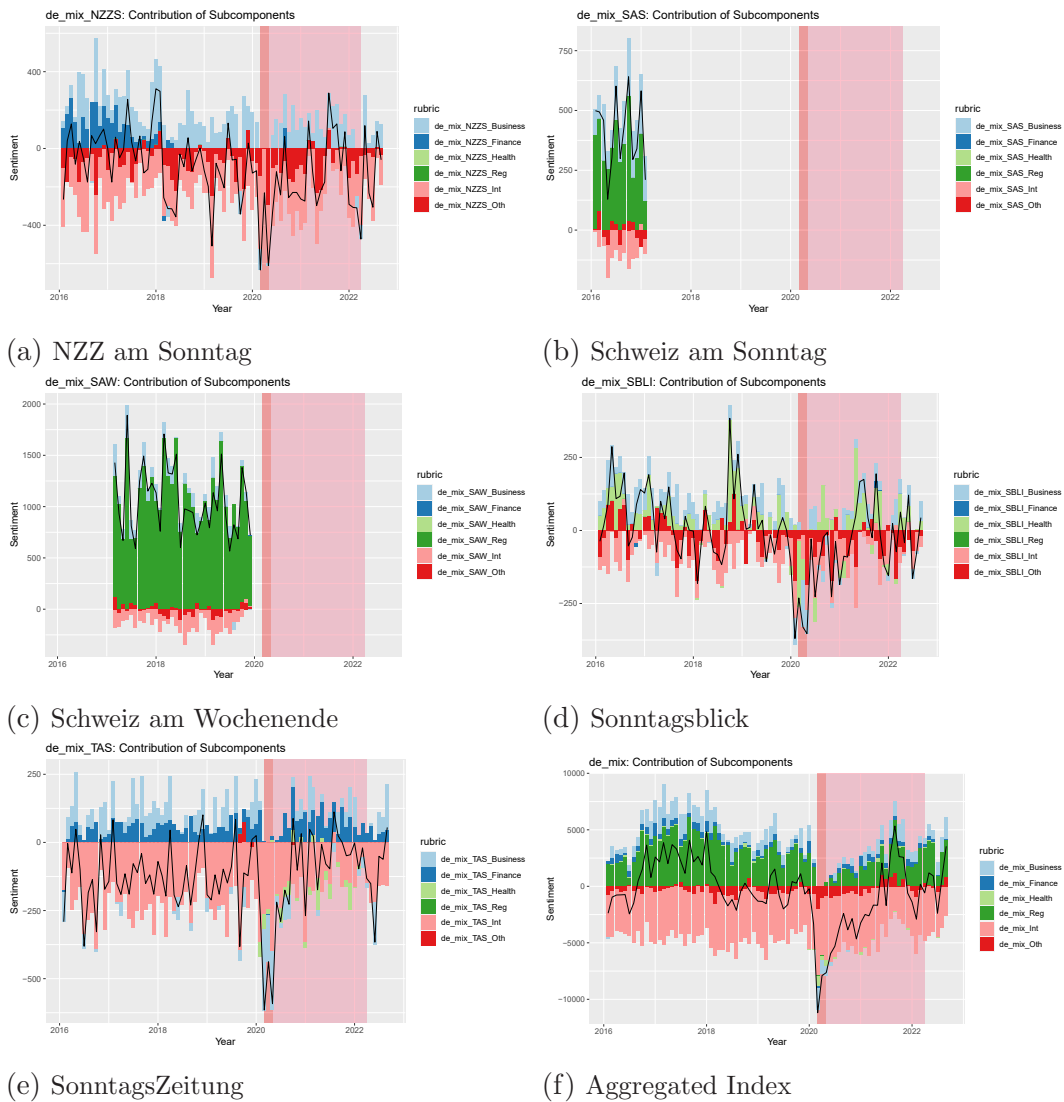 de_mix_NZZS: Contribution of Subcomponents
400
0
−400
Sentiment
2016
2018
2020
2022
Year
rubric
de_mix_NZZS_Business
de_mix_NZZS_Finance
de_mix_NZZS_Health
de_mix_NZZS_Reg
de_mix_NZZS_Int
de_mix_NZZS_Oth
(a) NZZ am Sonntag
de_mix_SAS: Contribution of Subcomponents
750
500
250
0
Sentiment
2016
2018
2020
2022
Year
rubric
de_mix_SAS_Business
de_mix_SAS_Finance
de_mix_SAS_Health
de_mix_SAS_Reg
de_mix_SAS_Int
de_mix_SAS_Oth
(b) Schweiz am Sonntag
de_mix_SAW: Contribution of Subcomponents
2000
1500
1000
500
0
Sentiment
2016
2018
2020
2022
Year
rubric
de_mix_SAW_Business
de_mix_SAW_Finance
de_mix_SAW_Health
de_mix_SAW_Reg
de_mix_SAW_Int
de_mix_SAW_Oth
(c) Schweiz am Wochenende
de_mix_SBLI: Contribution of Subcomponents
250
0
−250
Sentiment
2016
2018
2020
2022
Year
rubric
de_mix_SBLI_Business
de_mix_SBLI_Finance
de_mix_SBLI_Health
de_mix_SBLI_Reg
de_mix_SBLI_Int
de_mix_SBLI_Oth
(d) Sonntagsblick
de_mix_TAS: Contribution of Subcomponents
250
0
−250
−500
Sentiment
2016
2018
2020
2022
Year
rubric
de_mix_TAS_Business
de_mix_TAS_Finance
de_mix_TAS_Health
de_mix_TAS_Reg
de_mix_TAS_Int
de_mix_TAS_Oth
(e) SonntagsZeitung
de_mix: Contribution of Subcomponents
10000
5000
0
−5000
−10000
Sentiment
2016
2018
2020
2022
Year
rubric
de_mix_Business
de_mix_Finance
de_mix_Health
de_mix_Reg
de_mix_Int
de_mix_Oth
(f) Aggregated Index